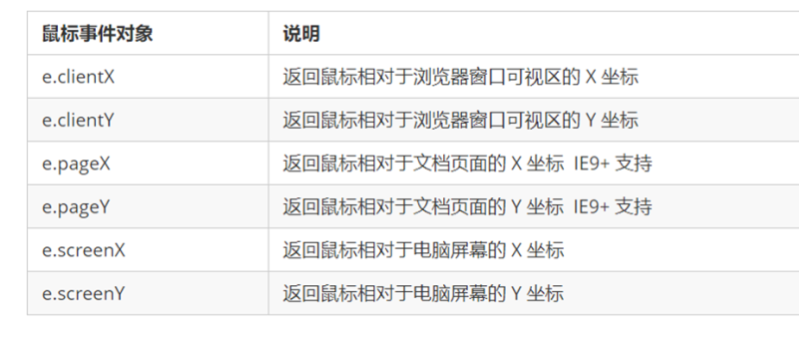 鼠标事件对象 说明
e.clientX 返回鼠标相对于浏览器窗口可视区的 X 坐标
e.clientY 返回鼠标相对于浏览器窗口可视区的 Y 坐标
e.pageX 返回鼠标相对于文档页面的 X 坐标 IE9+ 支持
e.pageY 返回鼠标相对于文档页面的 Y 坐标 IE9+ 支持
e.screenX 返回鼠标相对于电脑屏幕的 X 坐标
e.screenY 返回鼠标相对于电脑屏幕的 Y 坐标